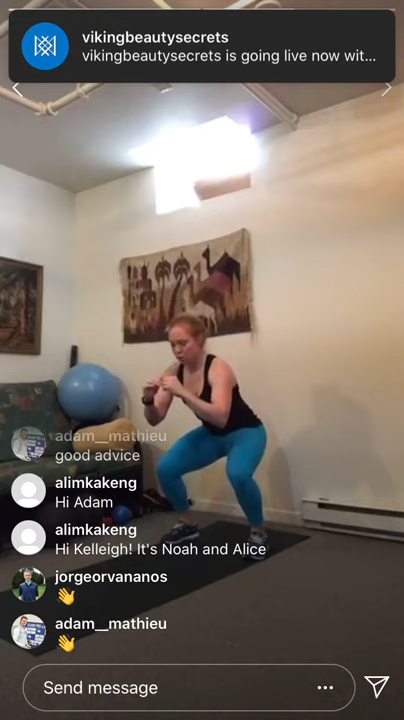 vikingbeautysecrets
vikingbeautysecrets is going live now wit...
adam__mathieu
good advice
alimkakeng
Hi Adam
alimkakeng
Hi Kelleigh! It's Noah and Alice
jorgeorvananos
👋
adam__mathieu
👋
Send message